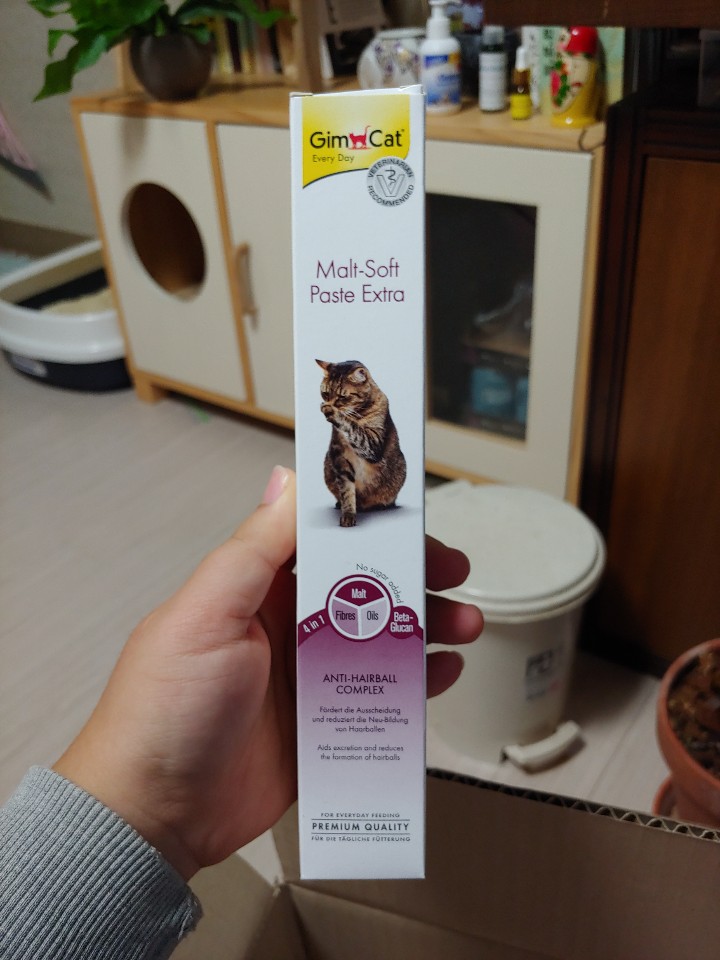 GimCat
Every Day
VETERINARIAN RECOMMENDED
Malt-Soft
Paste Extra
No sugar added
4 in 1
Malt
Fibres
Oils
Beta-
Glucan
ANTI-HAIRBALL
COMPLEX
Fördert die Ausscheidung
und reduziert die Neu-Bildung
von Haarballen
Aids excretion and reduces
the formation of hairballs
FOR EVERYDAY FEEDING
PREMIUM QUALITY
FÜR DIE TÄGLICHE FÜTTERUNG